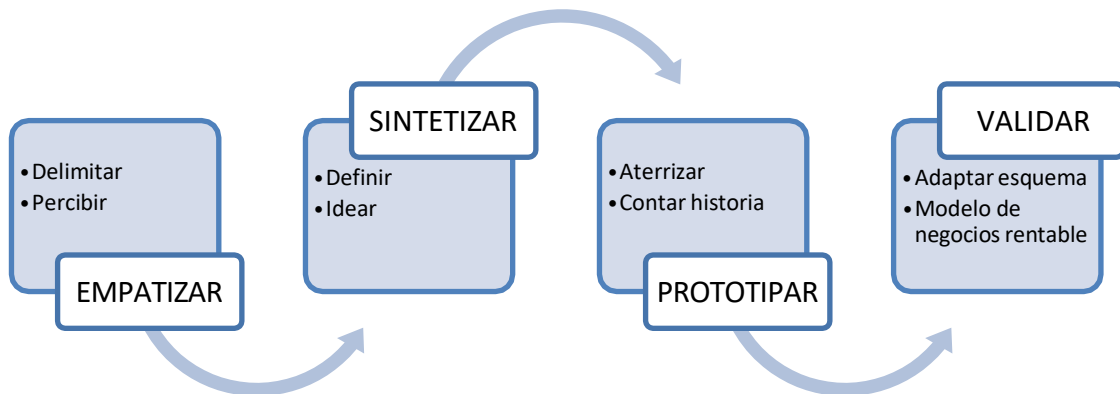 • Delimitar
• Percibir
EMPATIZAR
SINTETIZAR
• Definir
• Idear
• Aterrizar
• Contar historia
PROTOTIPAR
VALIDAR
• Adaptar esquema
• Modelo de
negocios rentable